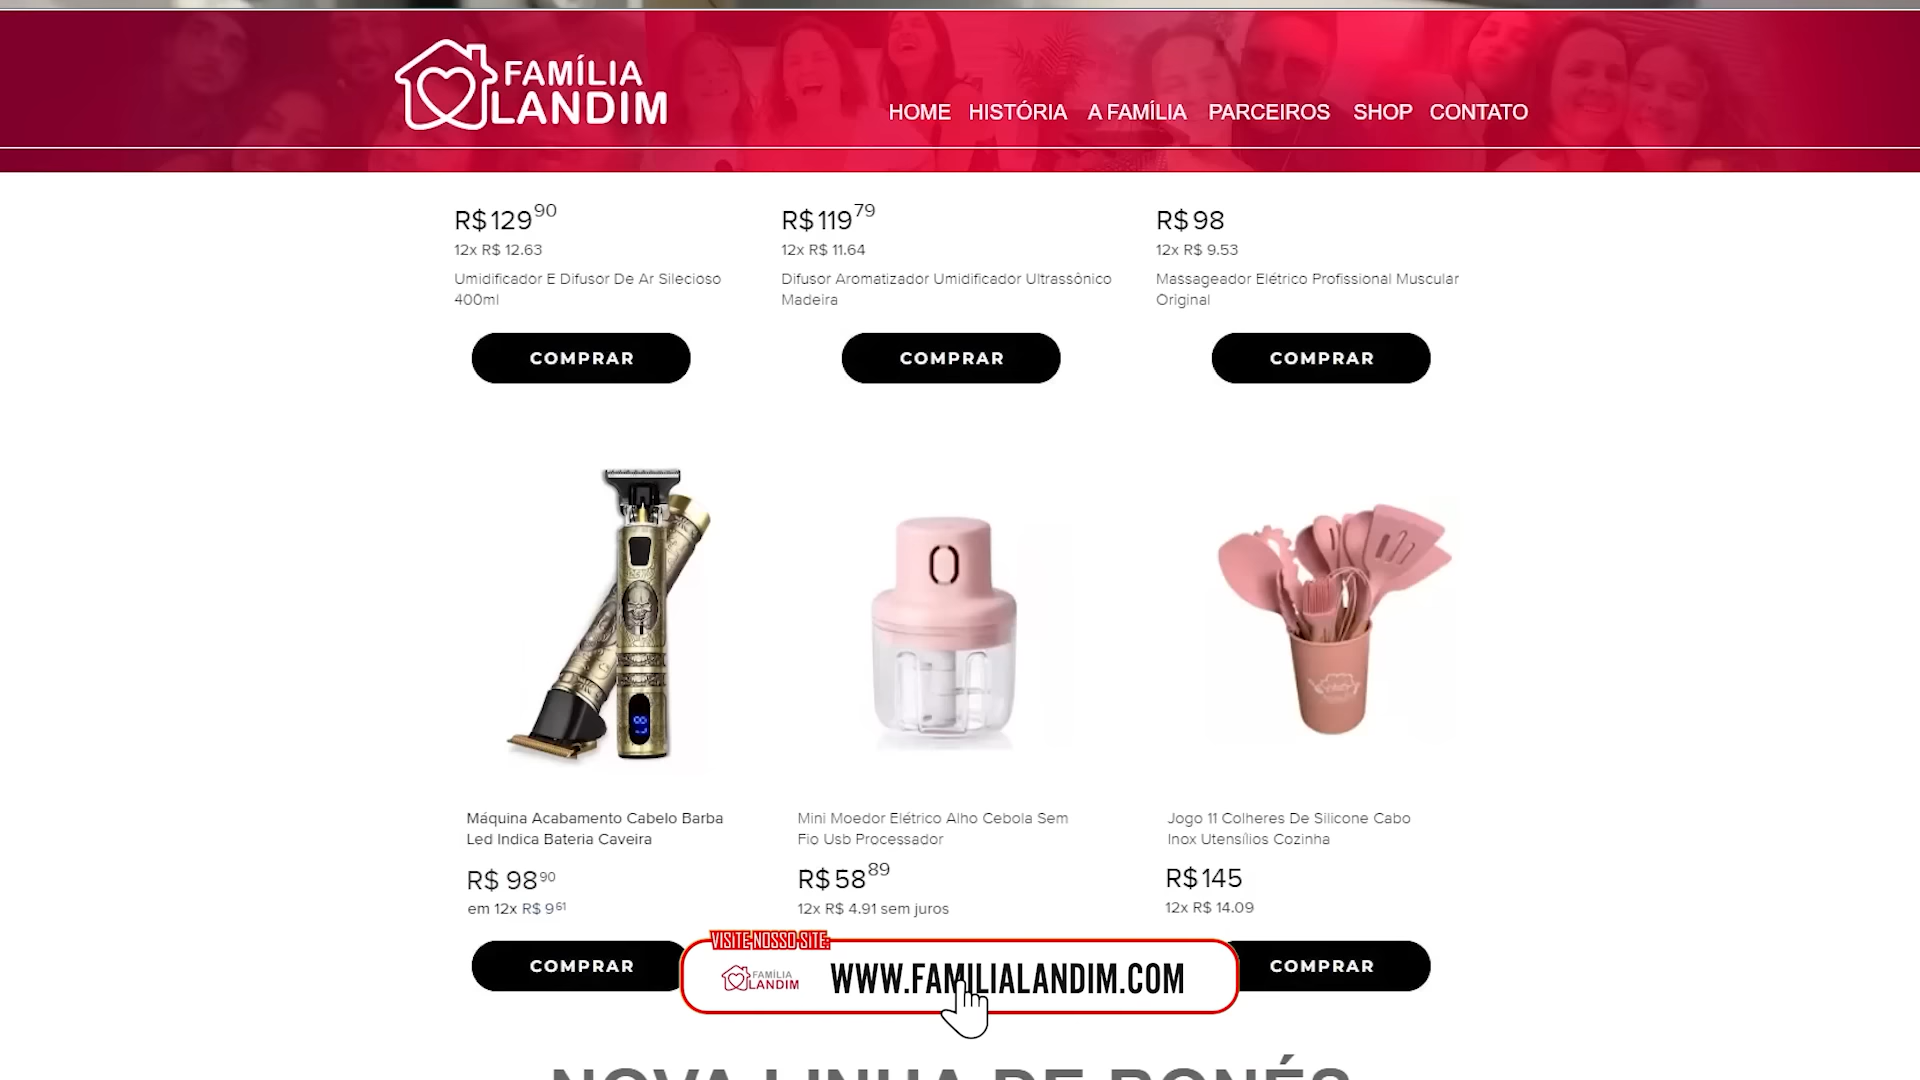 FAMÍLIA
LANDIM
HOME HISTÓRIA A FAMÍLIA PARCEIROS SHOP CONTATO
R$ 129 90
12x R$ 12.63
Umidificador E Difusor De Ar Silecioso
400ml
COMPRAR
R$ 119 79
12x R$ 11.64
Difusor Aromatizador Umidificador Ultrassônico
Madeira
COMPRAR
R$ 98
12x R$ 9.53
Massageador Elétrico Profissional Muscular
Original
COMPRAR
Máquina Acabamento Cabelo Barba
Led Indica Bateria Caveira
R$ 98 90
em 12x R$ 9 61
COMPRAR
Mini Moedor Elétrico Alho Cebola Sem
Fio Usb Processador
R$ 58 89
12x R$ 4.91 sem juros
Jogo 11 Colheres De Silicone Cabo
Inox Utensílios Cozinha
R$ 145
12x R$ 14.09
COMPRAR
VISITE NOSSO SITE:
FAMÍLIA
LANDIM
WWW.FAMILIALANDIM.COM
NOVA LINHA DE BONÉS